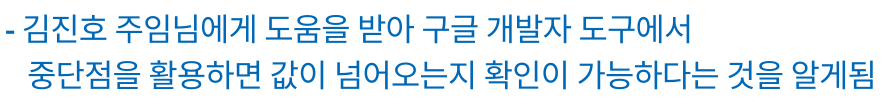 - 김진호 주임님에게 도움을 받아 구글 개발자 도구에서
중단점을 활용하면 값이 넘어오는지 확인이 가능하다는 것을 알게됨